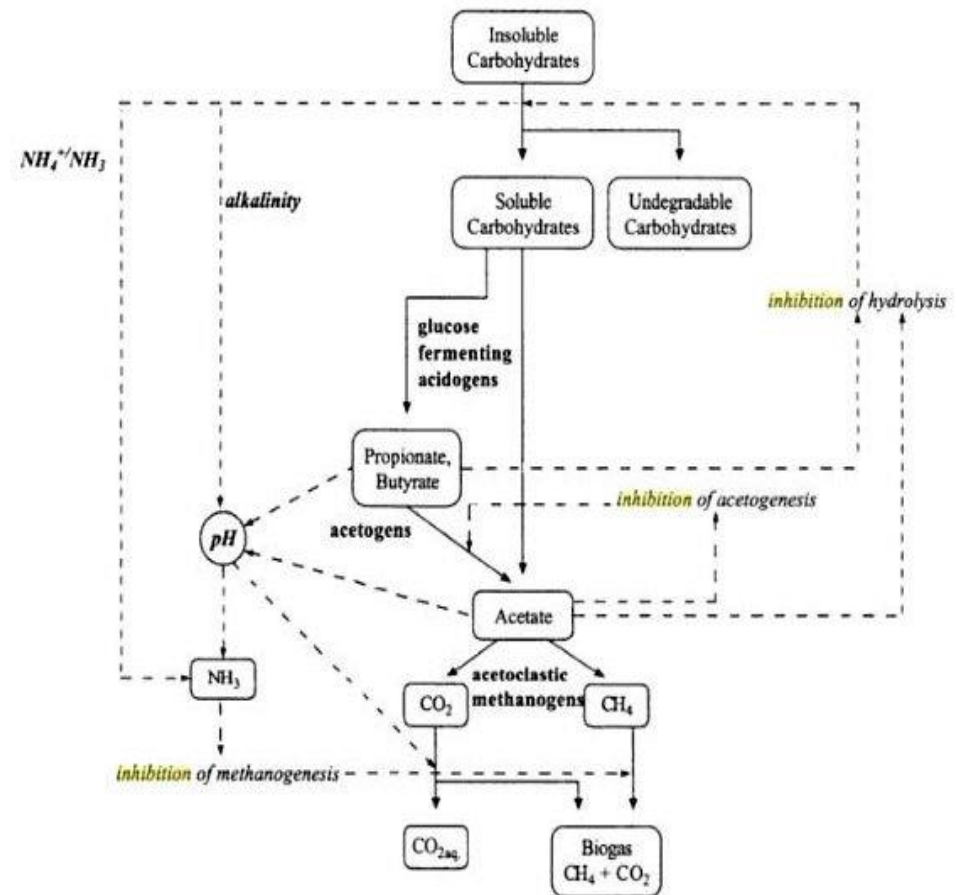 Insoluble
Carbohydrates
NH₄⁺/NH₃
alkalinity
Soluble
Carbohydrates
Undegradable
Carbohydrates
inhibition of hydrolysis
glucose
fermenting
acidogens
Propionate,
Butyrate
inhibition of acetogenesis
acetogens
pH
Acetate
NH₃
acetoclastic
methanogens
CO₂
CH₄
inhibition of methanogenesis
CO₂aq.
Biogas
CH₄ + CO₂